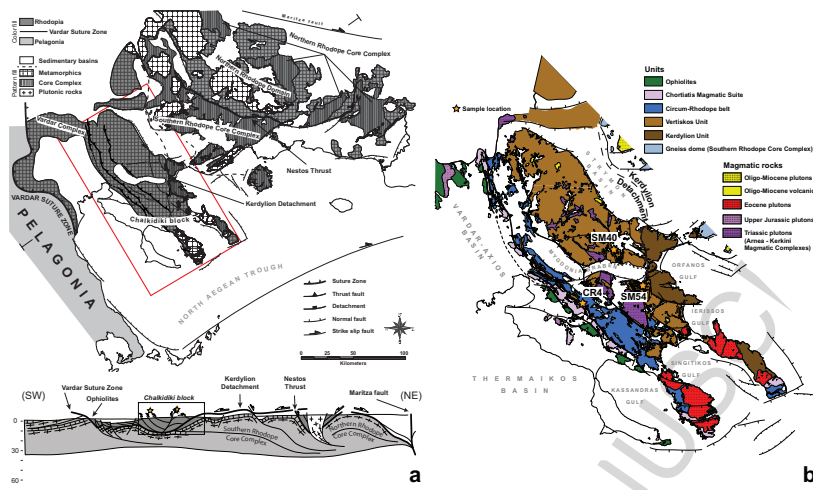 Color fill
Rhodopia
Vardar Suture Zone
Pelagonia
Pattern fill
Sedimentary basins
Metamorphics
Core Complex
Plutonic rocks
Maritza fault
Northern Rhodope Core Complex
Northern Rhodope Domain
Southern Rhodope Core Complex
Vardar Complex
Nestos Thrust
Kerdylion Detachment
Chalkidiki block
VARDAR SUTURE ZONE
PELAGONIA
NORTH AEGEAN TROUGH
Suture Zone
Thrust fault
Detachment
Normal fault
Strike slip fault
0 50 100
Kilometers
(SW)
Vardar Suture Zone
Ophiolites
Chalkidiki block
Kerdylion
Detachment
Nestos
Thrust
Maritza fault
(NE)
0
30
60
Southern Rhodope
Core Complex
Northern Rhodope
Core Complex
a
Sample location
Units
Ophiolites
Chortiatis Magmatic Suite
Circum-Rhodope belt
Vertiskos Unit
Kerdylion Unit
Gneiss dome (Southern Rhodope Core Complex)
Magmatic rocks
Oligo-Miocene plutons
Oligo-Miocene volcanic
Eocene plutons
Upper Jurassic plutons
Triassic plutons
(Arnea - Kerkini
Magmatic Complexes)
Kerdylion
Detachment
VARDAR-AXIOS
BASIN
SM40
CR4
SM54
ORFANOS
GULF
IERISSOS
GULF
SINGITIKOS
GULF
KASSANDRAS
GULF
THERMAIKOS
BASIN
b